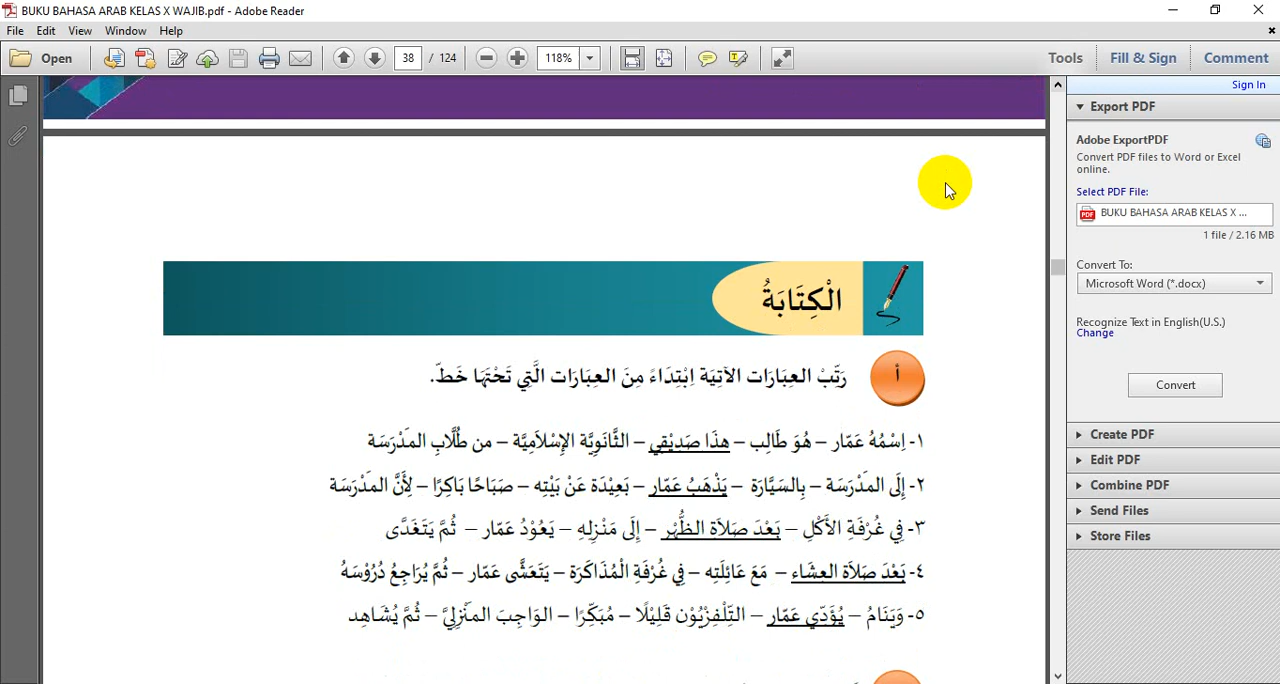 BUKU BAHASA ARAB KELAS X WAJIB.pdf - Adobe Reader
File Edit View Window Help
Open 38 / 124 118% Tools Fill & Sign Comment
Sign In
Export PDF
Adobe ExportPDF
Convert PDF files to Word or Excel
online.
Select PDF File:
BUKU BAHASA ARAB KELAS X ...
1 file / 2.16 MB
Convert To:
Microsoft Word (*.docx)
Recognize Text in English(U.S.)
Change
Convert
Create PDF
Edit PDF
Combine PDF
Send Files
Store Files
الْكِتَابَةُ
أ رَتِّبْ العِبَارَات الآتِيَة اِبْتِدَاءً مِنَ العِبَارَات الَّتِي تَحْتَهَا خَطّ.
١- اِسْمُهُ عَمّار – هُوَ طَالِب – هذَا صَدِيْقِي – الثَّانَوِيَّة الإِسْلاَمِيَّة – من طُلَّابِ المَدْرَسَة
٢- إِلَى المَدْرَسَة – بِالسَيَّارَة – يَذْهَبُ عَمّار – بَعِيْدَة عَنْ بَيْتِه – صَبَاحًا بَاكِرًا – لِأَنَّ المَدْرَسَة
٣- فِي غُرْفَةِ الأَكْلِ – بَعْدَ صَلاَة الظُّهْر – إِلَى مَنْزِلِهِ – يَعُوْدُ عَمّار – ثُمَّ يَتَغَدَّى
٤- بَعْدَ صَلاَة العِشَاء – مَعَ عَائِلَتِه – فِي غُرْفَةِ الْمُذَاكَرَة – يَتَعَشَّى عَمّار – ثُمَّ يُرَاجِعُ دُرُوْسَهُ
٥- وَيَنَامُ – يُؤَدِّي عَمّار – التِّلْفِزْيُوْن قَلِيْلًا – مُبَكِّرًا – الوَاجِبَ المَنْزِلِيَّ – ثُمَّ يُشَاهِد